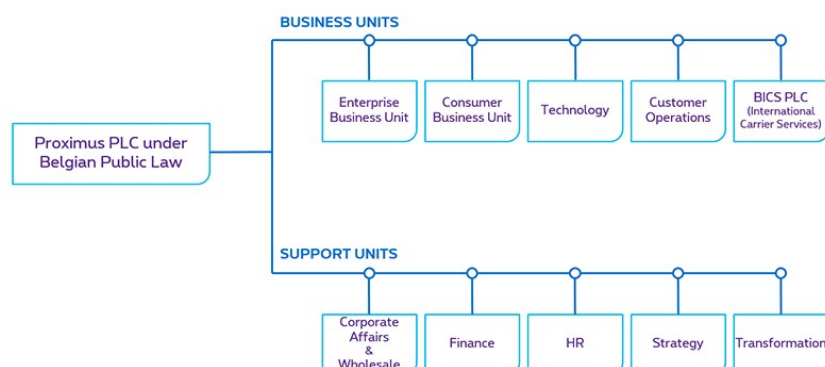 BUSINESS UNITS
Enterprise
Business Unit
Consumer
Business Unit
Technology
Customer
Operations
BICS PLC
(International
Carrier Services)
Proximus PLC under
Belgian Public Law
SUPPORT UNITS
Corporate
Affairs
&
Wholesale
Finance
HR
Strategy
Transformation